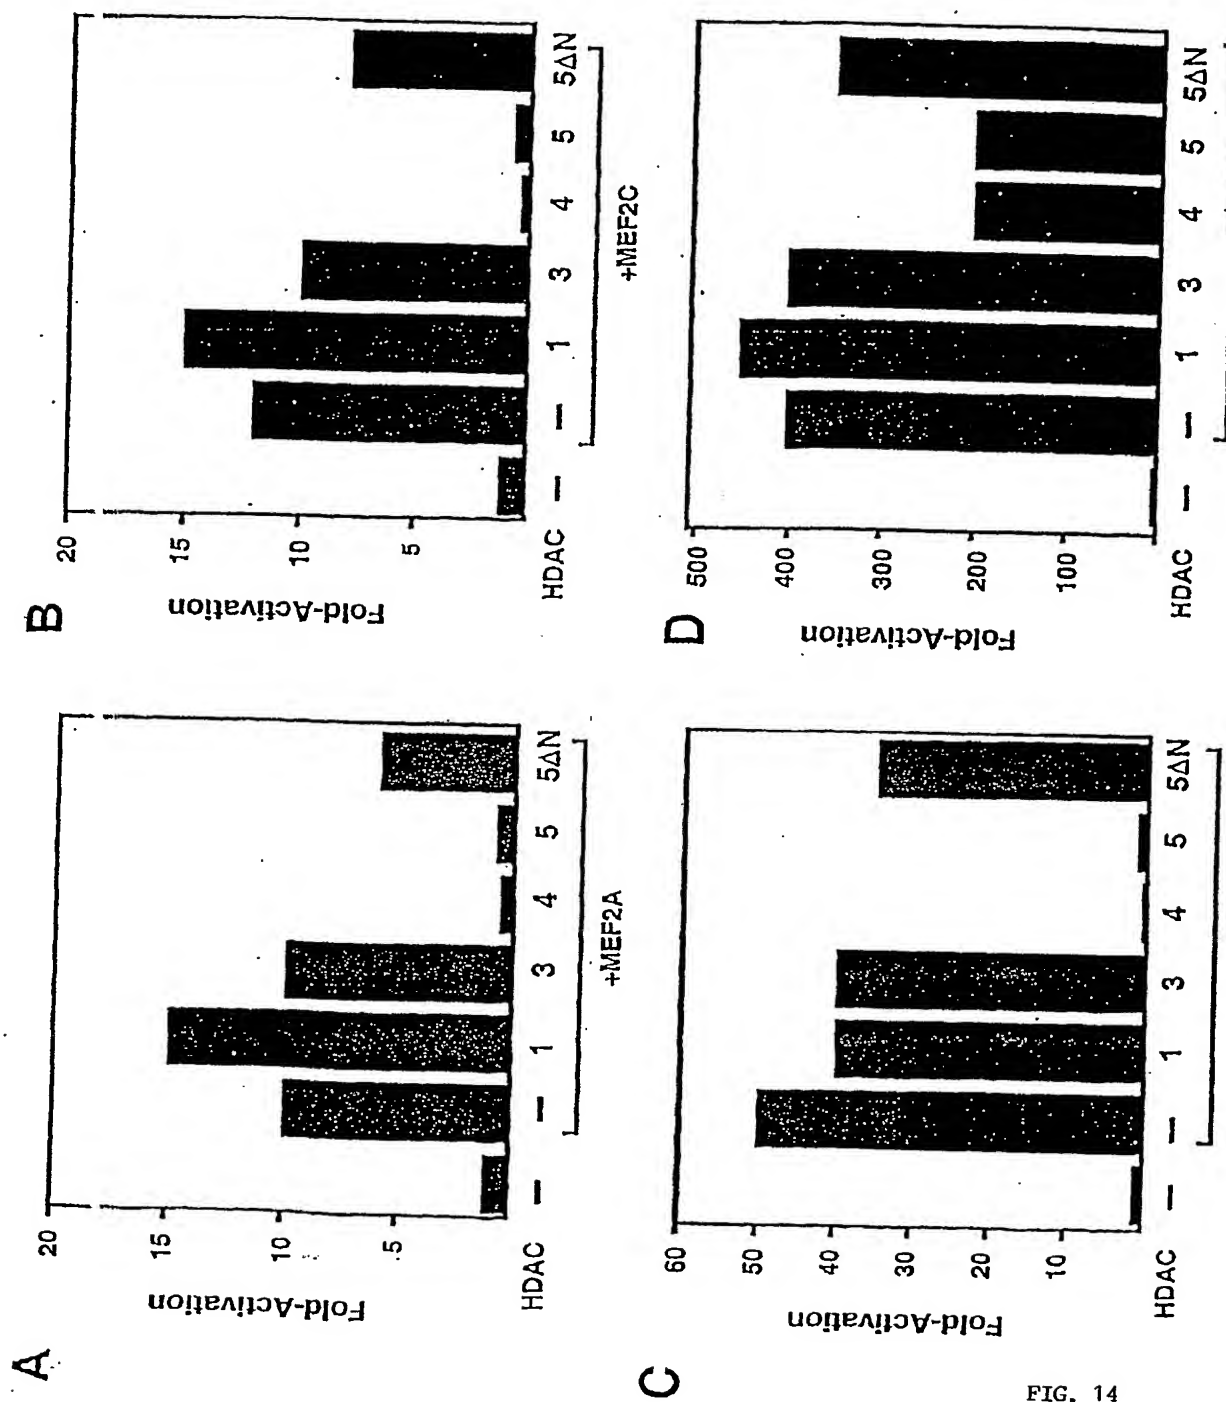 A
Fold-Activation
20
15
10
5
HDAC – – 1 3 4 5 5ΔN
+MEF2A
B
Fold-Activation
20
15
10
5
HDAC – – 1 3 4 5 5ΔN
+MEF2C
C
Fold-Activation
60
50
40
30
20
10
HDAC – – 1 3 4 5 5ΔN
D
Fold-Activation
500
400
300
200
100
HDAC – – 1 3 4 5 5ΔN
FIG. 14